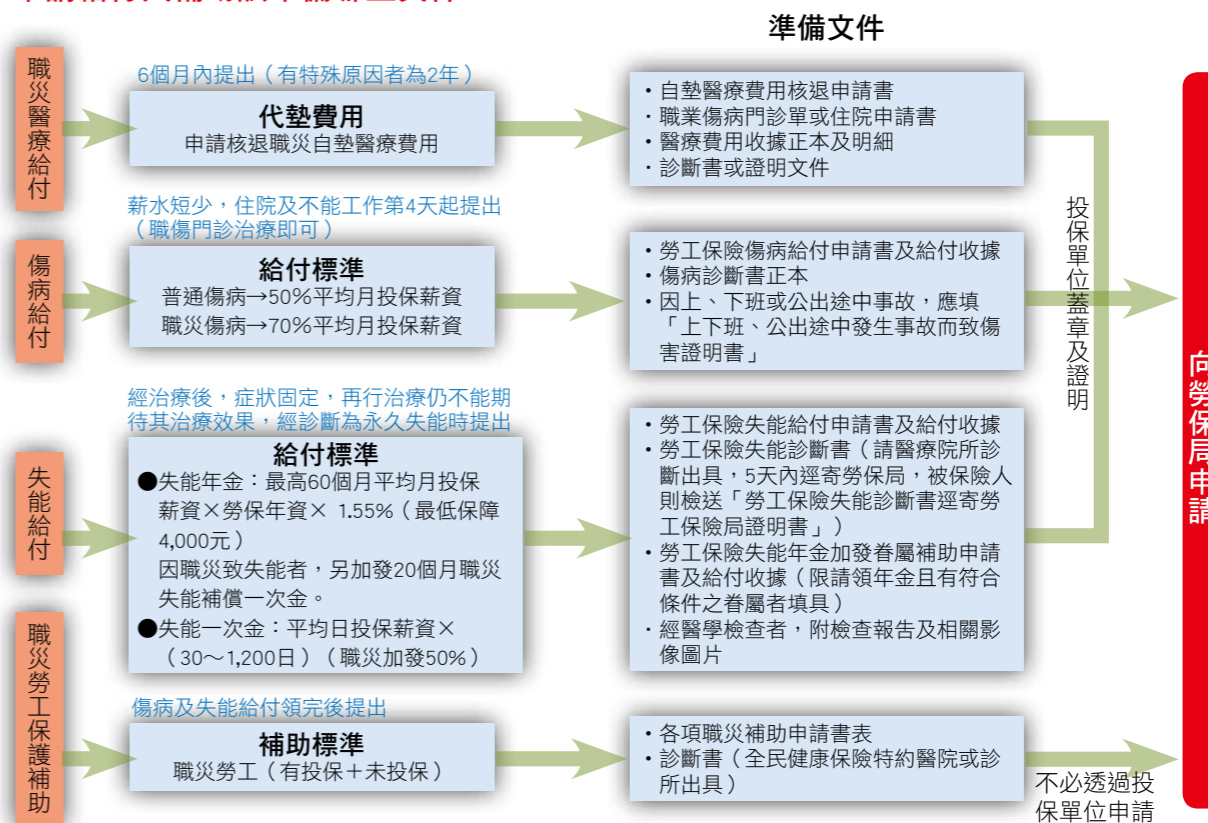 準備文件
職災醫療給付
6個月內提出（有特殊原因者為2年）
代墊費用
申請核退職災自墊醫療費用
・自墊醫療費用核退申請書
・職業傷病門診單或住院申請書
・醫療費用收據正本及明細
・診斷書或證明文件
傷病給付
薪水短少，住院及不能工作第4天起提出
（職傷門診治療即可）
給付標準
普通傷病→50%平均月投保薪資
職災傷病→70%平均月投保薪資
・勞工保險傷病給付申請書及給付收據
・傷病診斷書正本
・因上、下班或公出途中事故，應填
「上下班、公出途中發生事故而致傷
害證明書」
失能給付
經治療後，症狀固定，再行治療仍不能期
待其治療效果，經診斷為永久失能時提出
給付標準
●失能年金：最高60個月平均月投保
薪資×勞保年資× 1.55%（最低保障
4,000元）
因職災致失能者，另加發20個月職災
失能補償一次金。
●失能一次金：平均日投保薪資×
（30～1,200日）（職災加發50%）
・勞工保險失能給付申請書及給付收據
・勞工保險失能診斷書（請醫療院所診
斷出具，5天內逕寄勞保局，被保險人
則檢送「勞工保險失能診斷書逕寄勞
工保險局證明書」）
・勞工保險失能年金加發眷屬補助申請
書及給付收據（限請領年金且有符合
條件之眷屬者填具）
・經醫學檢查者，附檢查報告及相關影
像圖片
職災勞工保護補助
傷病及失能給付領完後提出
補助標準
職災勞工（有投保＋未投保）
・各項職災補助申請書表
・診斷書（全民健康保險特約醫院或診
所出具）
投保單位蓋章及證明
不必透過投
保單位申請
向勞保局申請